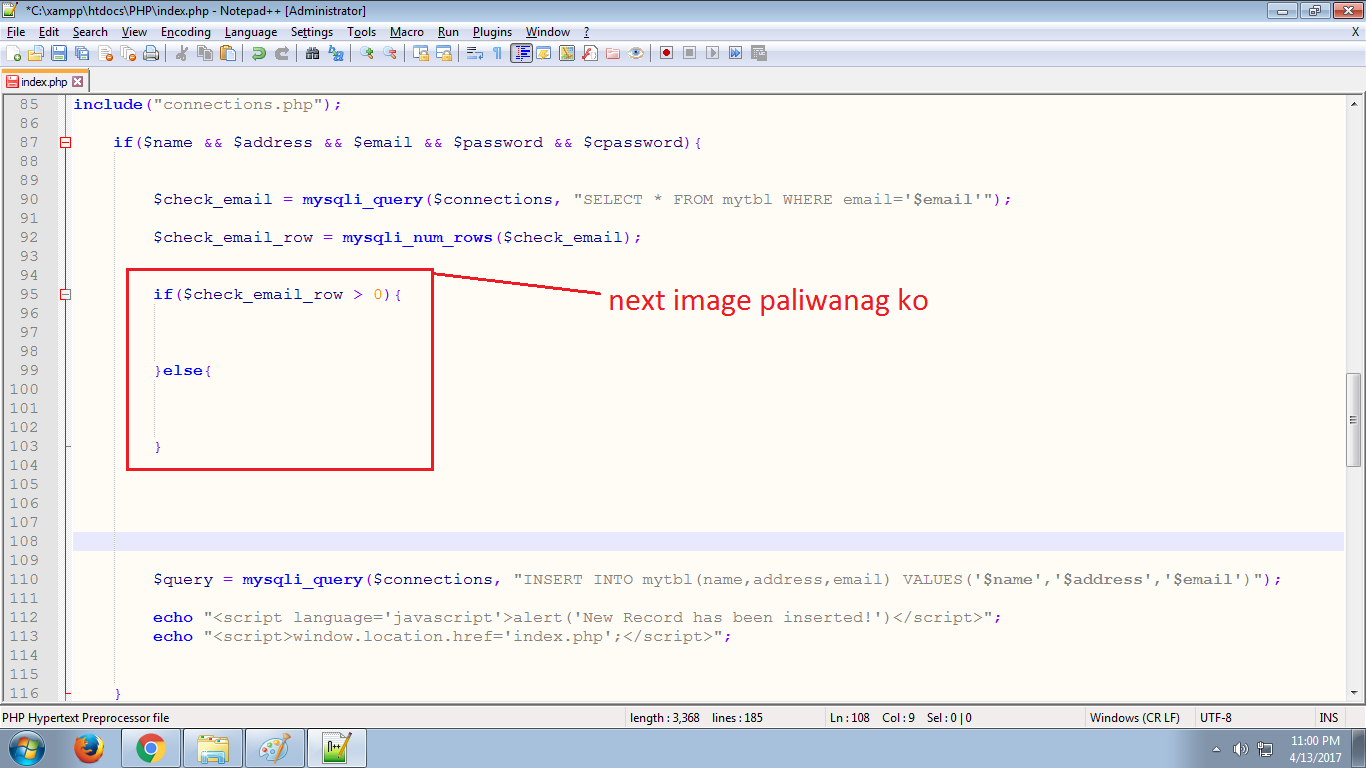 *C:\xampp\htdocs\PHP\index.php - Notepad++ [Administrator]
File Edit Search View Encoding Language Settings Tools Macro Run Plugins Window ? X
index.php
85 include("connections.php");
86
87 if($name && $address && $email && $password && $cpassword){
88
89
90 $check_email = mysqli_query($connections, "SELECT * FROM mytbl WHERE email='$email'");
91
92 $check_email_row = mysqli_num_rows($check_email);
93
94
95 if($check_email_row > 0){
next image paliwanag ko
96
97
98
99 }else{
100
101
102
103 }
104
105
106
107
108
109
110 $query = mysqli_query($connections, "INSERT INTO mytbl(name,address,email) VALUES('$name','$address','$email')");
111
112 echo "<script language='javascript'>alert('New Record has been inserted!')</script>";
113 echo "<script>window.location.href='index.php';</script>";
114
115
116 }
PHP Hypertext Preprocessor file length : 3,368 lines : 185 Ln : 108 Col : 9 Sel : 0 | 0 Windows (CR LF) UTF-8 INS
11:00 PM
4/13/2017